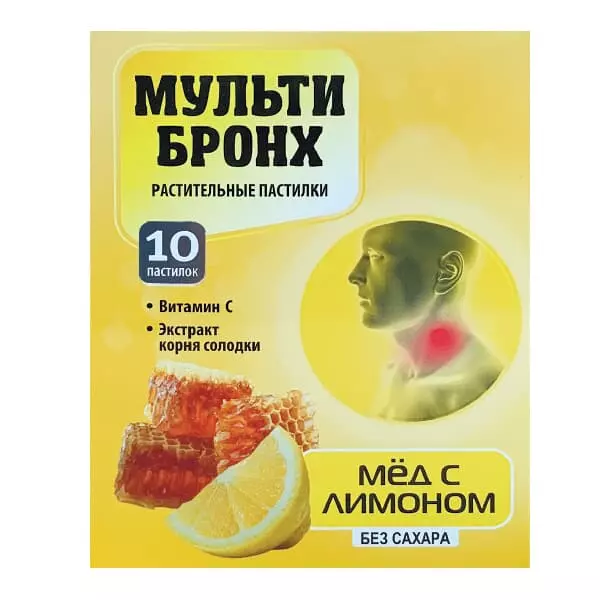 МУЛЬТИ
БРОНХ
РАСТИТЕЛЬНЫЕ ПАСТИЛКИ
10
пастилок
• Витамин С
• Экстракт
корня солодки
МЁД С
ЛИМОНОМ
БЕЗ САХАРА